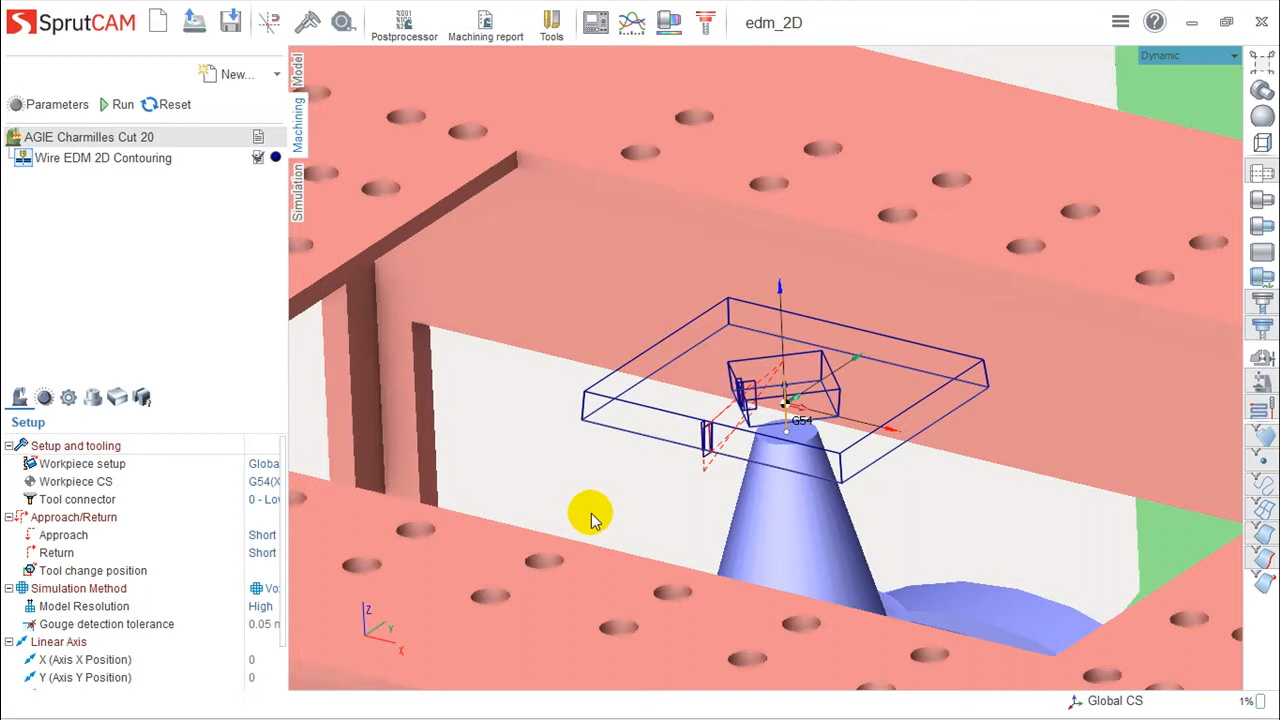 SprutCAM
Postprocessor
Machining report
Tools
edm_2D
New...
Parameters
Run
Reset
AGIE Charmilles Cut 20
Wire EDM 2D Contouring
Model
Machining
Simulation
Dynamic
G54
Setup
Setup and tooling
Workpiece setup Globa
Workpiece CS G54(X
Tool connector 0 - Lo
Approach/Return
Approach Short
Return Short
Tool change position
Simulation Method Vo
Model Resolution High
Gouge detection tolerance 0.05 m
Linear Axis
X (Axis X Position) 0
Y (Axis Y Position) 0
Z
Y
X
Global CS
1%